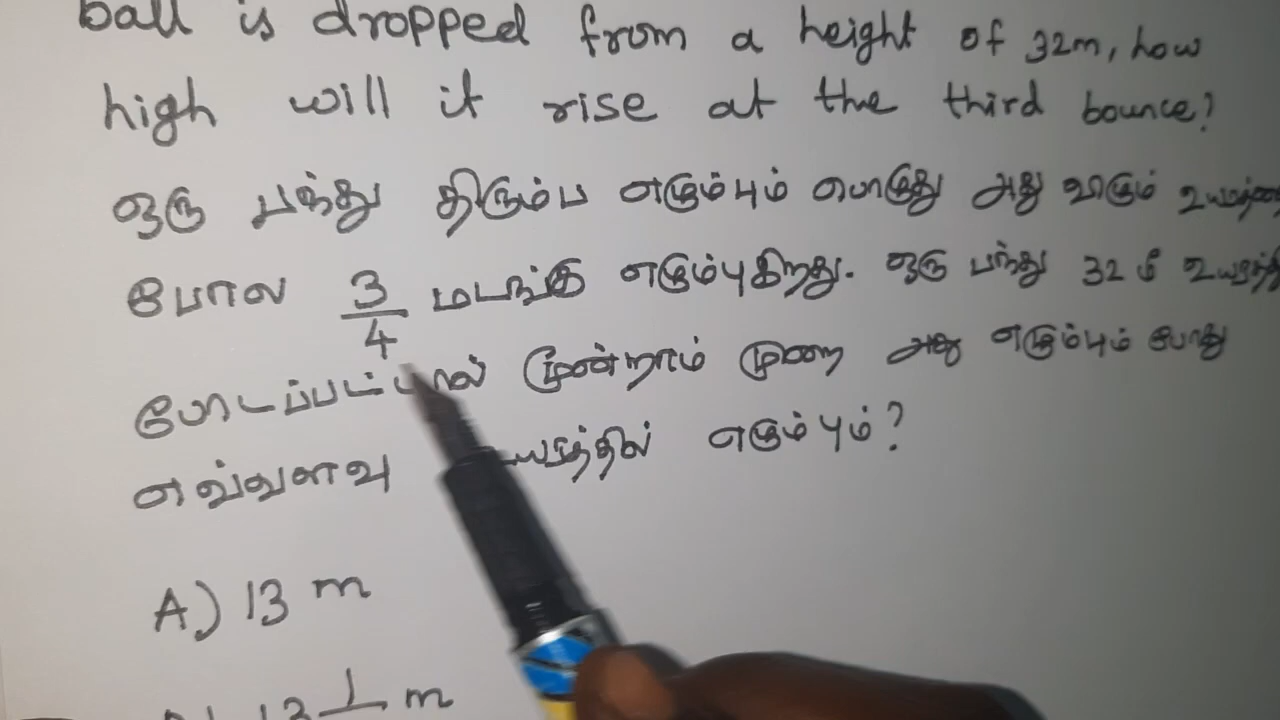 ball is dropped from a height of 32m, how
high will it rise at the third bounce?
ஒரு பந்து திரும்ப எழும்பும் பொழுது அது விழும்
போல 3/4 மடங்கு எழும்புகிறது. ஒரு பந்து 32 மீ
போடப்பட்டால் மூன்றாம் முறை அது எழும்பும் போது
எவ்வளவு உயரத்தில் எழும்பும்?
A) 13 m